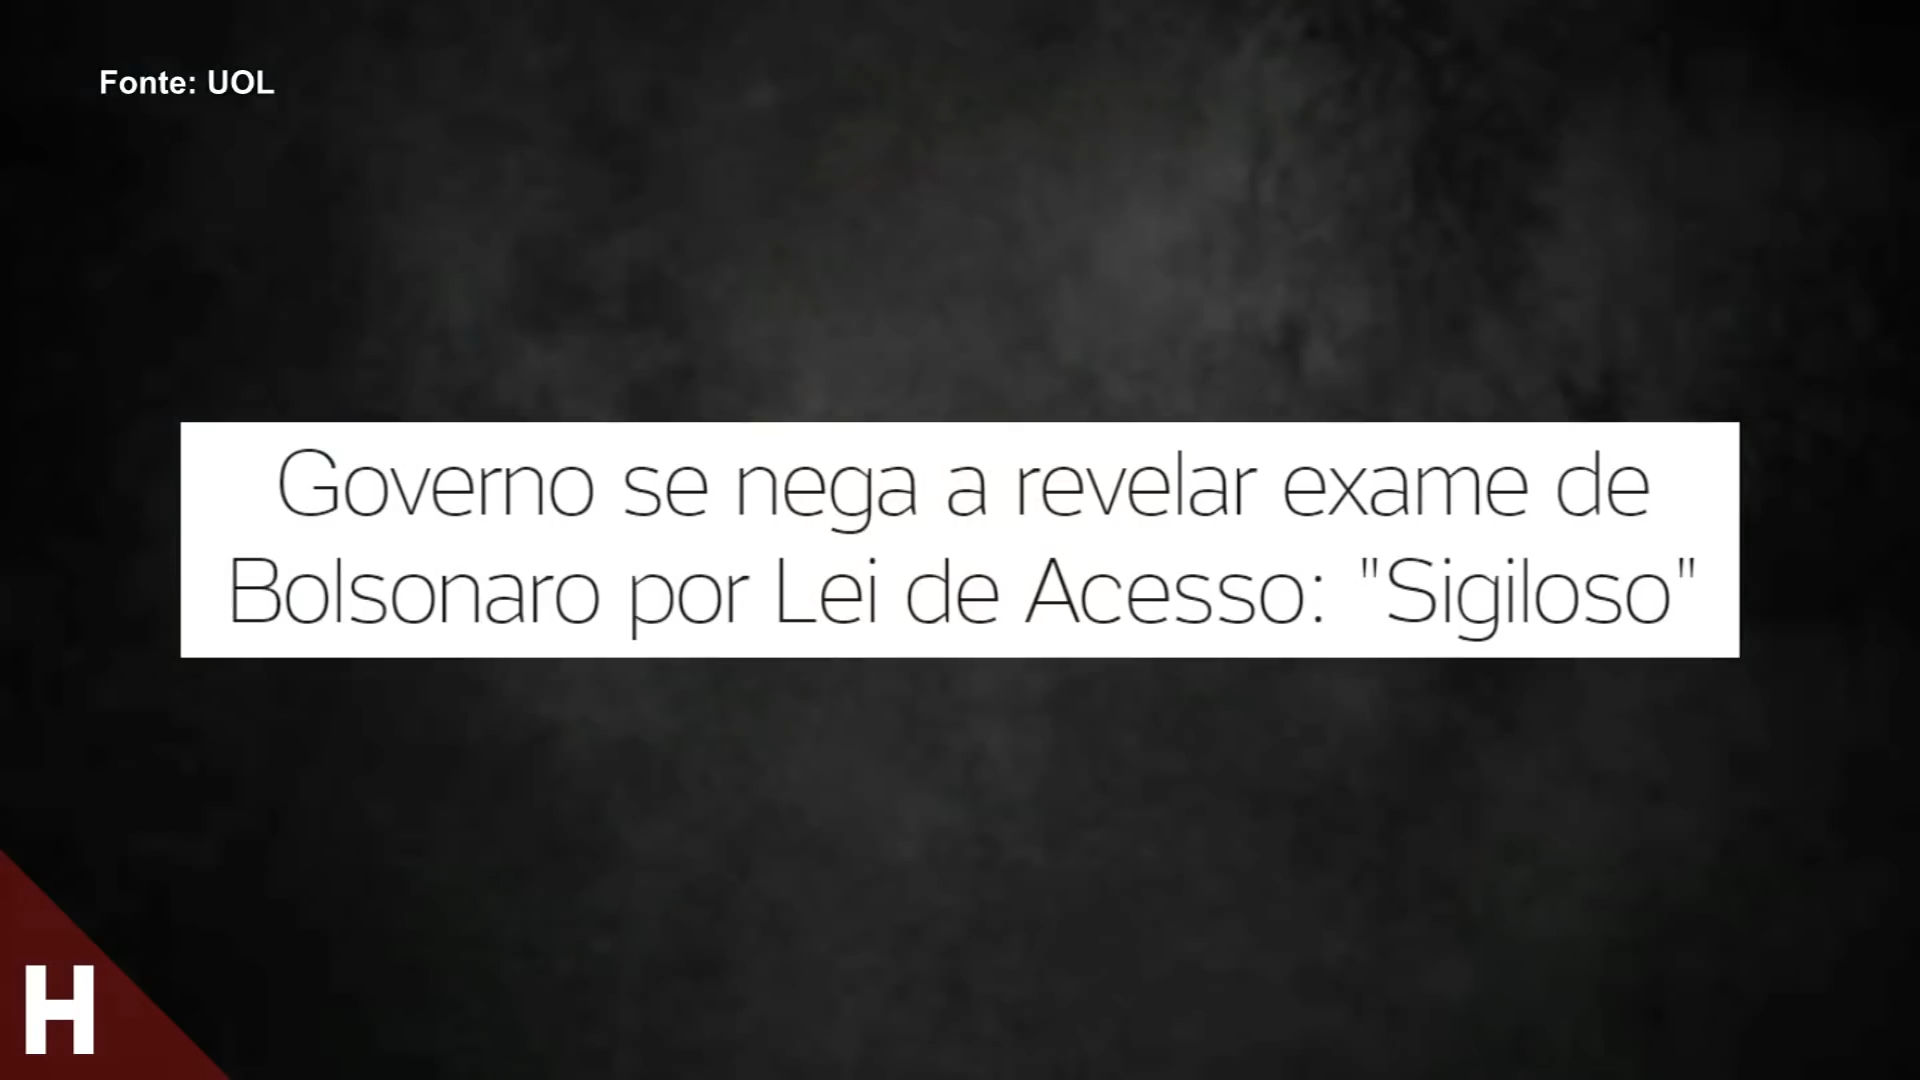 Fonte: UOL
Governo se nega a revelar exame de
Bolsonaro por Lei de Acesso: "Sigiloso"
H